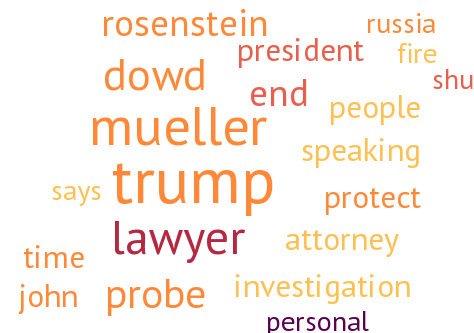 rosenstein
russia
president
fire
dowd
shu
end
people
mueller
speaking
trump
says
protect
lawyer
attorney
time
investigation
john
probe
personal